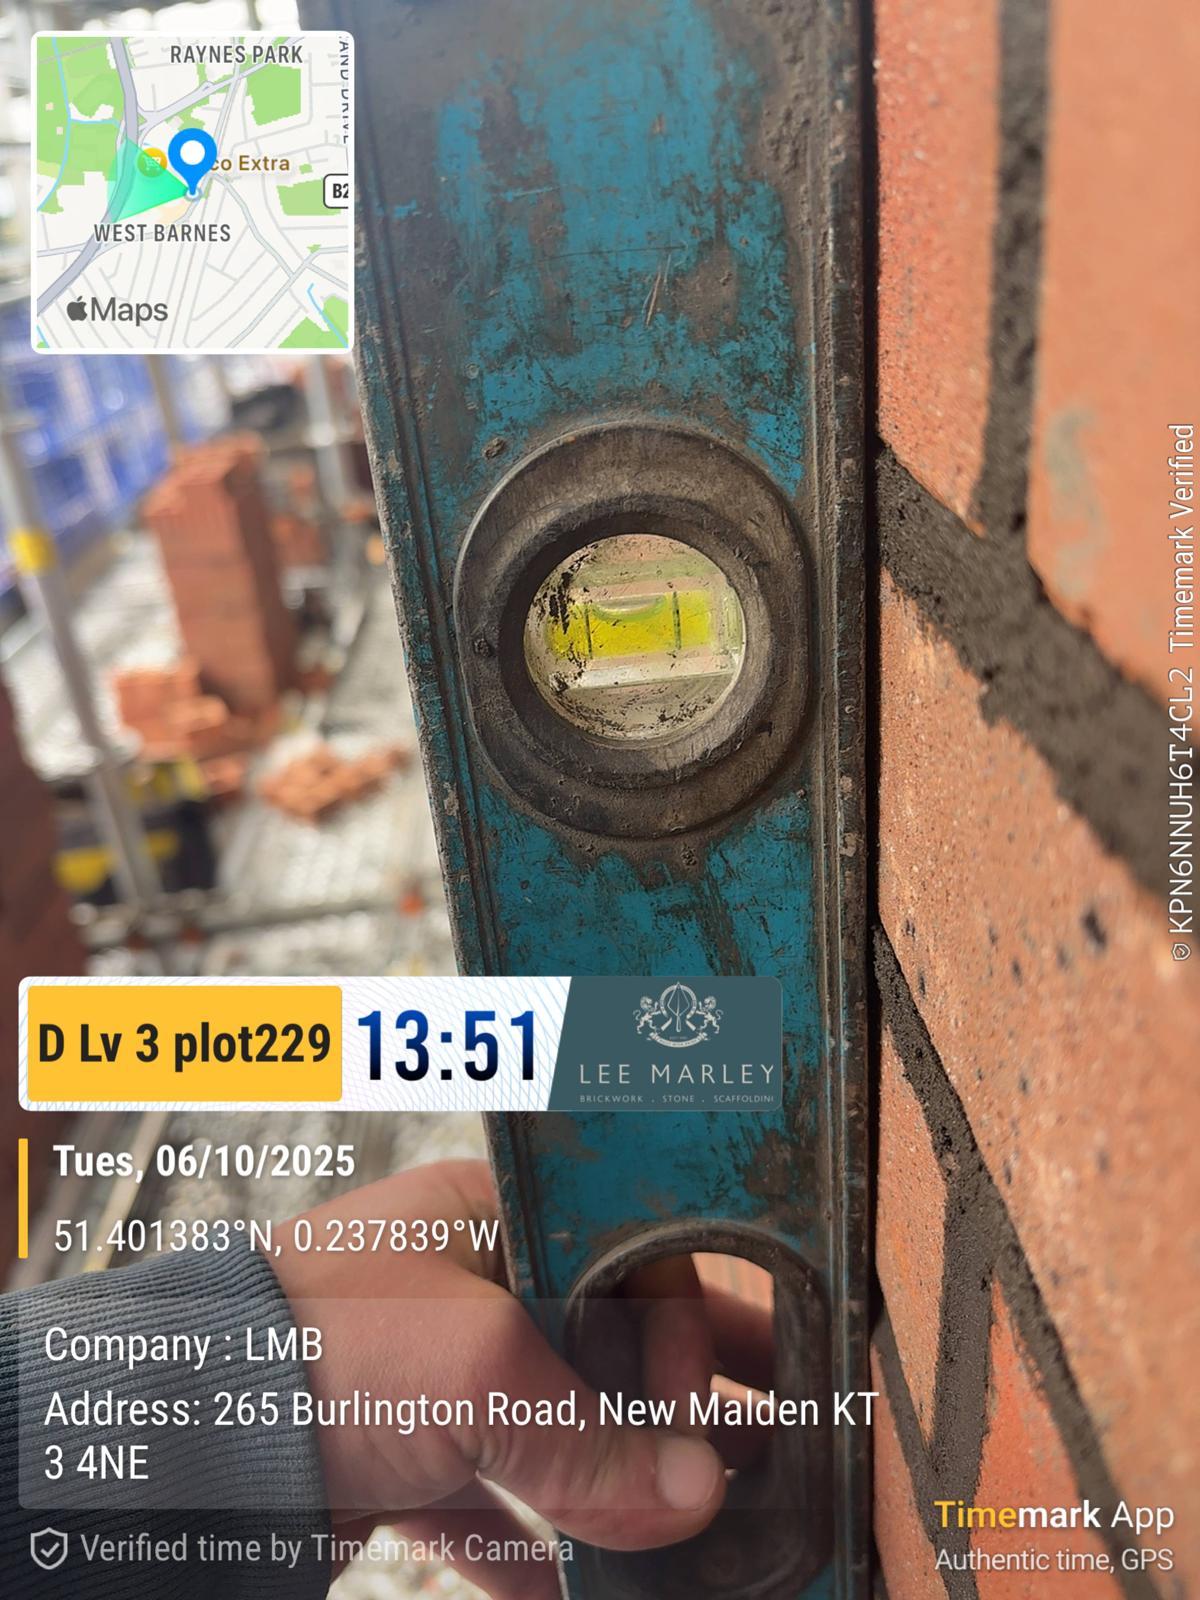 RAYNES PARK
co Extra
B2
WEST BARNES
Maps
D Lv 3 plot229
13:51
LEE MARLEY
BRICKWORK . STONE . SCAFFOLDIN
Tues, 06/10/2025
51.401383°N, 0.237839°W
Company : LMB
Address: 265 Burlington Road, New Malden KT
3 4NE
Verified time by Timemark Camera
Timemark App
Authentic time, GPS
KPN6NNUH6T4CL2 Timemark Verified